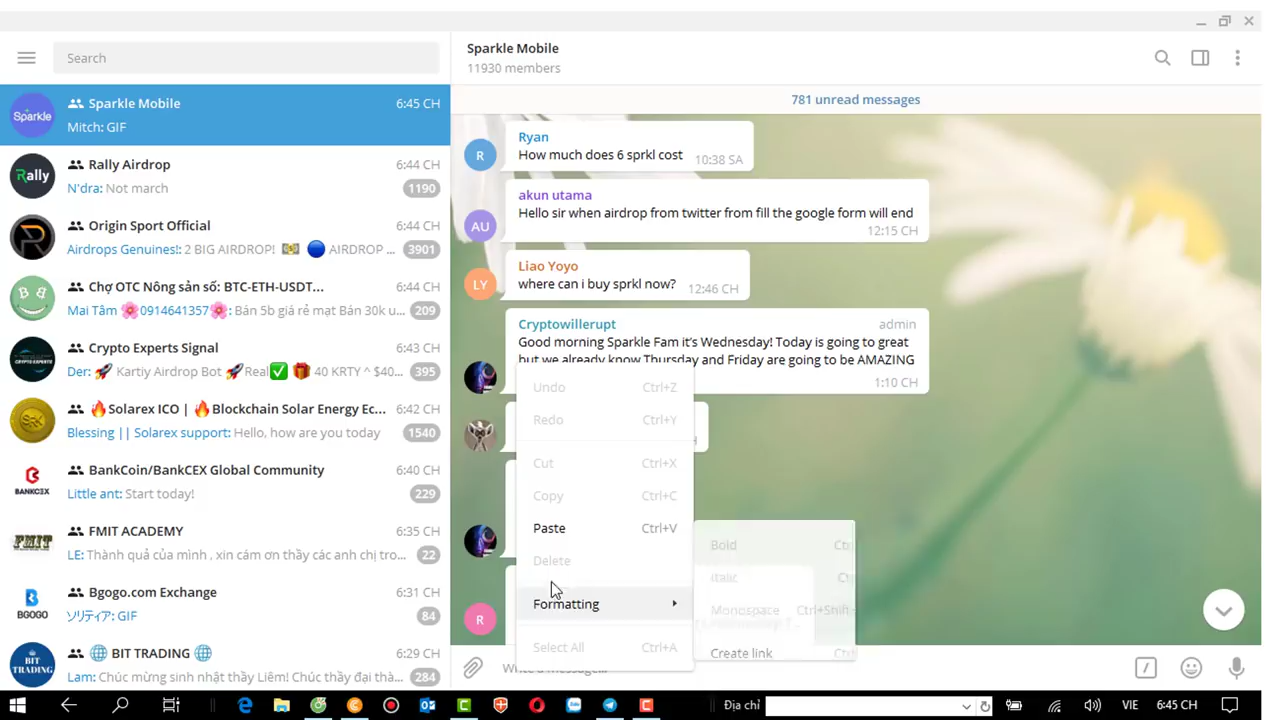 Search
Sparkle Mobile
11930 members
Sparkle
Sparkle Mobile
6:45 CH
Mitch: GIF
781 unread messages
Rally
Rally Airdrop
6:44 CH
N'dra: Not march
1190
Origin Sport Official
6:44 CH
Airdrops Genuines!: 2 BIG AIRDROP! 💵 🔵 AIRDROP ...
3901
Chợ OTC Nông sản số: BTC-ETH-USDT...
6:44 CH
Mai Tâm 🌸0914641357🌸: Bán 5b giá rẻ mạt Bán 30k u...
209
Crypto Experts Signal
6:43 CH
Der: 🚀 Kartiy Airdrop Bot 🚀Real✅ 🎁 40 KRTY ^ $40...
395
🔥Solarex ICO | 🔥Blockchain Solar Energy Ec...
6:42 CH
Blessing || Solarex support: Hello, how are you today
1540
BANKCEX
BankCoin/BankCEX Global Community
6:40 CH
Little ant: Start today!
229
FMIT
FMIT ACADEMY
6:35 CH
LE: Thành quả của mình , xin cám ơn thầy các anh chị tro...
22
BGOGO
Bgogo.com Exchange
6:31 CH
ソリティア: GIF
84
BIT TRADING
🌐 BIT TRADING 🌐
6:29 CH
Lam: Chúc mừng sinh nhật thầy Liêm! Chúc thầy đại thà...
284
R
Ryan
How much does 6 sprkl cost
10:38 SA
AU
akun utama
Hello sir when airdrop from twitter from fill the google form will end
12:15 CH
LY
Liao Yoyo
where can i buy sprkl now?
12:46 CH
Cryptowillerupt
admin
Good morning Sparkle Fam it's Wednesday! Today is going to great
but we already know Thursday and Friday are going to be AMAZING
1:10 CH
Undo Ctrl+Z
Redo Ctrl+Y
Cut Ctrl+X
Copy Ctrl+C
Paste Ctrl+V
Delete
Formatting
Select All Ctrl+A
Bold
Italic
Monospace Ctrl+Shift+
Create link
R
Write a message...
Địa chỉ
VIE
6:45 CH